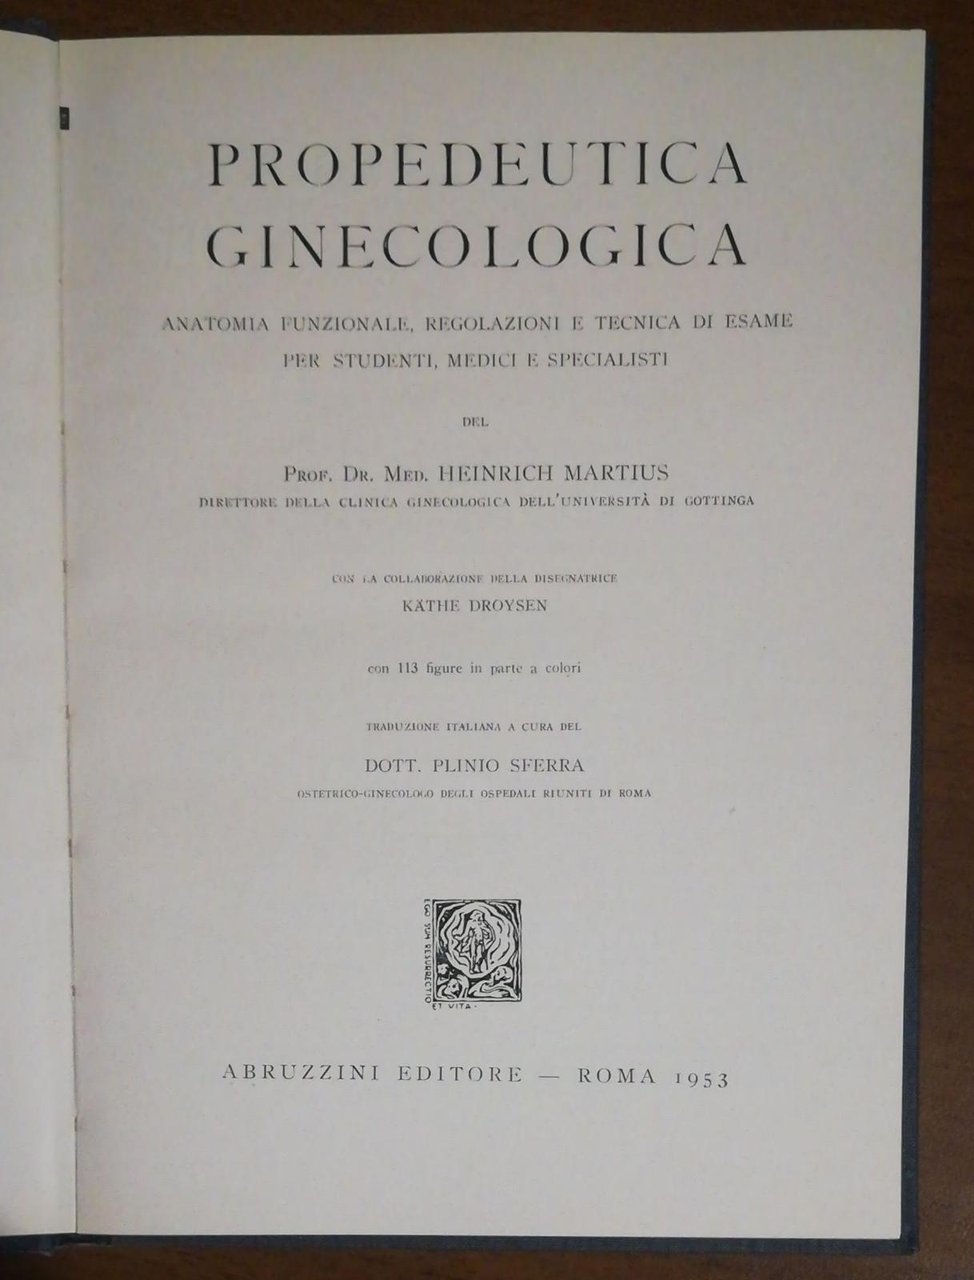 PROPEDEUTICA
GINECOLOGICA
ANATOMIA FUNZIONALE, REGOLAZIONI E TECNICA DI ESAME
PER STUDENTI, MEDICI E SPECIALISTI
DEL
PROF. DR. MED. HEINRICH MARTIUS
DIRETTORE DELLA CLINICA GINECOLOGICA DELL'UNIVERSITÀ DI GOTTINGA
CON LA COLLABORAZIONE DELLA DISEGNATRICE
KÄTHE DROYSEN
con 113 figure in parte a colori
TRADUZIONE ITALIANA A CURA DEL
DOTT. PLINIO SFERRA
OSTETRICO-GINECOLOGO DEGLI OSPEDALI RIUNITI DI ROMA
EGO SUM RESURRECTIO
ET VITA ·
ABRUZZINI EDITORE — ROMA 1953